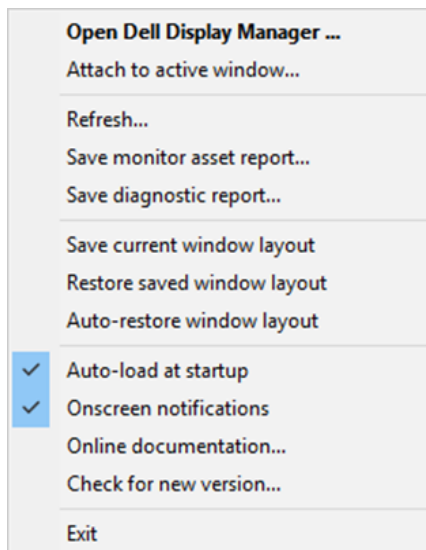 Open Dell Display Manager ...
Attach to active window...
Refresh...
Save monitor asset report...
Save diagnostic report...
Save current window layout
Restore saved window layout
Auto-restore window layout
Auto-load at startup
Onscreen notifications
Online documentation...
Check for new version...
Exit